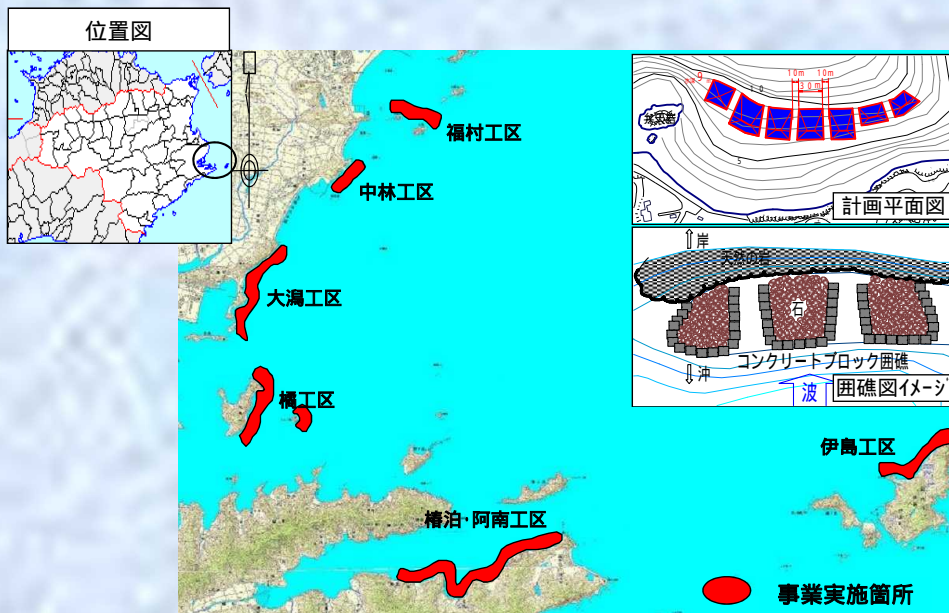 位置図
福村工区
中林工区
大潟工区
橘工区
椿泊・阿南工区
伊島工区
事業実施箇所
10m 10m
30m
9
5
計画平面図
岸
天然の岩
石
コンクリートブロック囲礁
沖
波
囲礁図イメージ